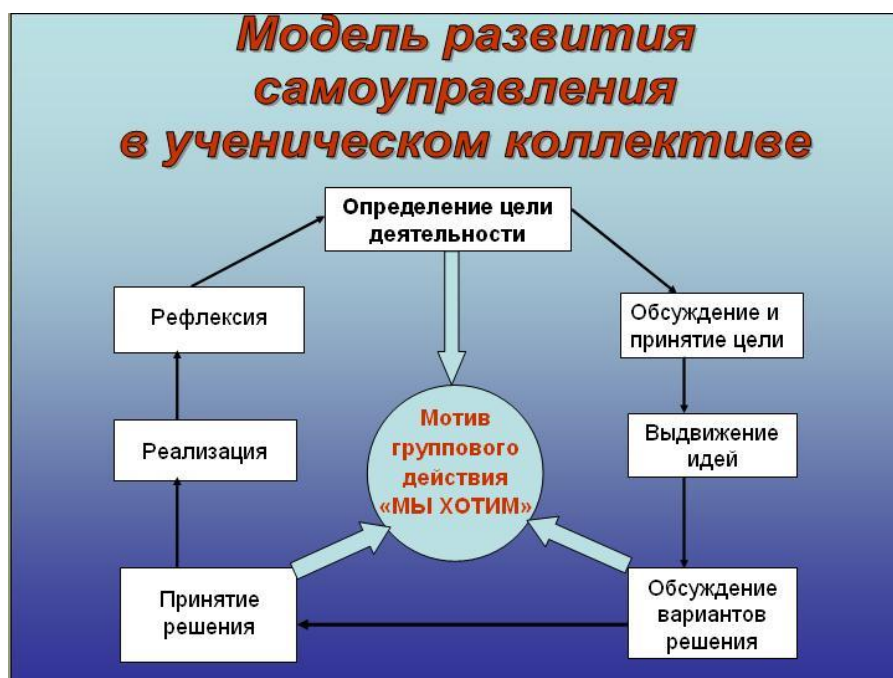 Модель развития
самоуправления
в ученическом коллективе
Определение цели
деятельности
Обсуждение и
принятие цели
Выдвижение
идей
Обсуждение
вариантов
решения
Принятие
решения
Реализация
Рефлексия
Мотив
группового
действия
«МЫ ХОТИМ»